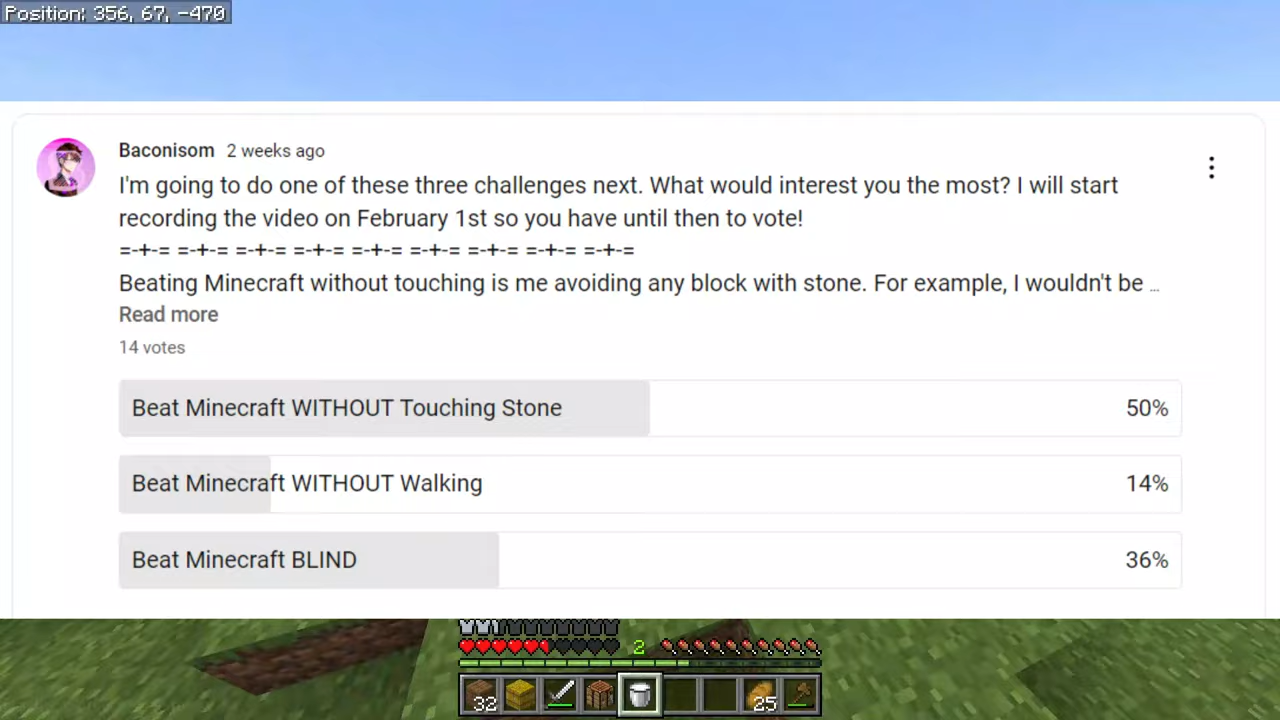 Position: 356, 67, -470
Baconisom 2 weeks ago
I'm going to do one of these three challenges next. What would interest you the most? I will start
recording the video on February 1st so you have until then to vote!
=-+-= =-+-= =-+-= =-+-= =-+-= =-+-= =-+-= =-+-= =-+-=
Beating Minecraft without touching is me avoiding any block with stone. For example, I wouldn't be ...
Read more
14 votes
Beat Minecraft WITHOUT Touching Stone 50%
Beat Minecraft WITHOUT Walking 14%
Beat Minecraft BLIND 36%
2
32 25